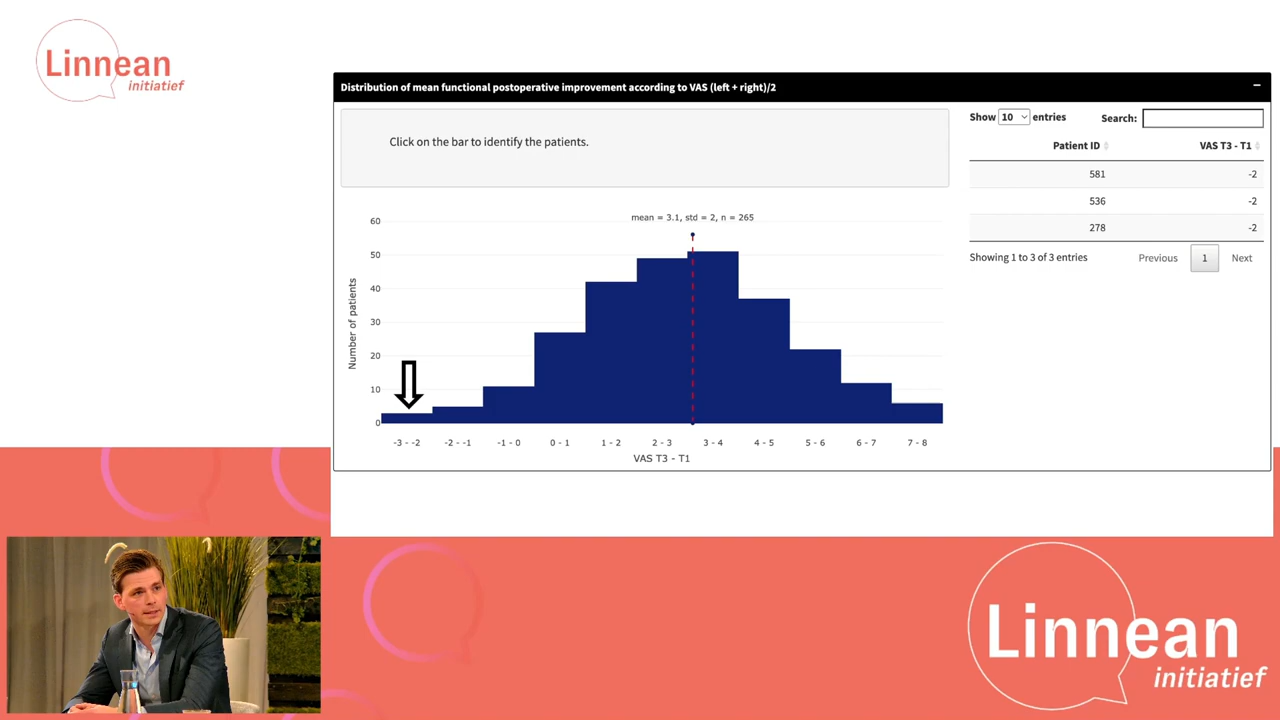 Linnean
initiatief
Distribution of mean functional postoperative improvement according to VAS (left + right)/2
−
Click on the bar to identify the patients.
Show 10 entries
Search:
Patient ID VAS T3 - T1
581 -2
536 -2
278 -2
Showing 1 to 3 of 3 entries
Previous 1 Next
mean = 3.1, std = 2, n = 265
Number of patients
60
50
40
30
20
10
0
-3 - -2 -2 - -1 -1 - 0 0 - 1 1 - 2 2 - 3 3 - 4 4 - 5 5 - 6 6 - 7 7 - 8
VAS T3 - T1
Linnean
initiatief